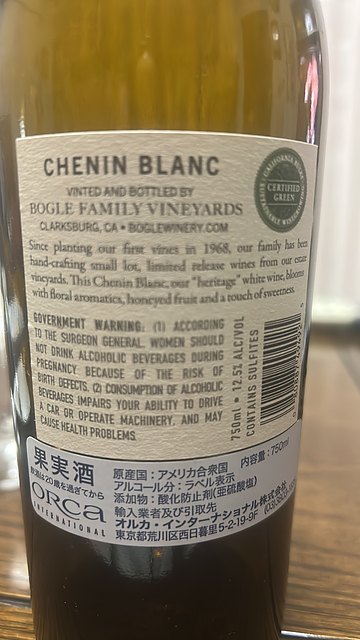 CHENIN BLANC
VINTED AND BOTTLED BY
BOGLE FAMILY VINEYARDS
CLARKSBURG, CA • BOGLEWINERY.COM
CERTIFIED
GREEN
Since planting our first vines in 1968, our family has been
hand-crafting small lot, limited release wines from our estate
vineyards. This Chenin Blanc, our "heritage" white wine, blooms
with floral aromatics, honeyed fruit and a touch of sweetness.
GOVERNMENT WARNING: (1) ACCORDING
TO THE SURGEON GENERAL, WOMEN SHOULD
NOT DRINK ALCOHOLIC BEVERAGES DURING
PREGNANCY BECAUSE OF THE RISK OF
BIRTH DEFECTS. (2) CONSUMPTION OF ALCOHOLIC
BEVERAGES IMPAIRS YOUR ABILITY TO DRIVE
A CAR OR OPERATE MACHINERY, AND MAY
CAUSE HEALTH PROBLEMS.
750ml • 12.5% ALC/VOL
CONTAINS SULFITES
果実酒
飲酒は20歳を過ぎてから
ORCA
INTERNATIONAL
原産国：アメリカ合衆国
内容量：750ml
アルコール分：ラベル表示
添加物：酸化防止剤(亜硫酸塩)
輸入業者及び引取先
オルカ・インターナショナル株式会社
東京都荒川区西日暮里5-2-19-9F